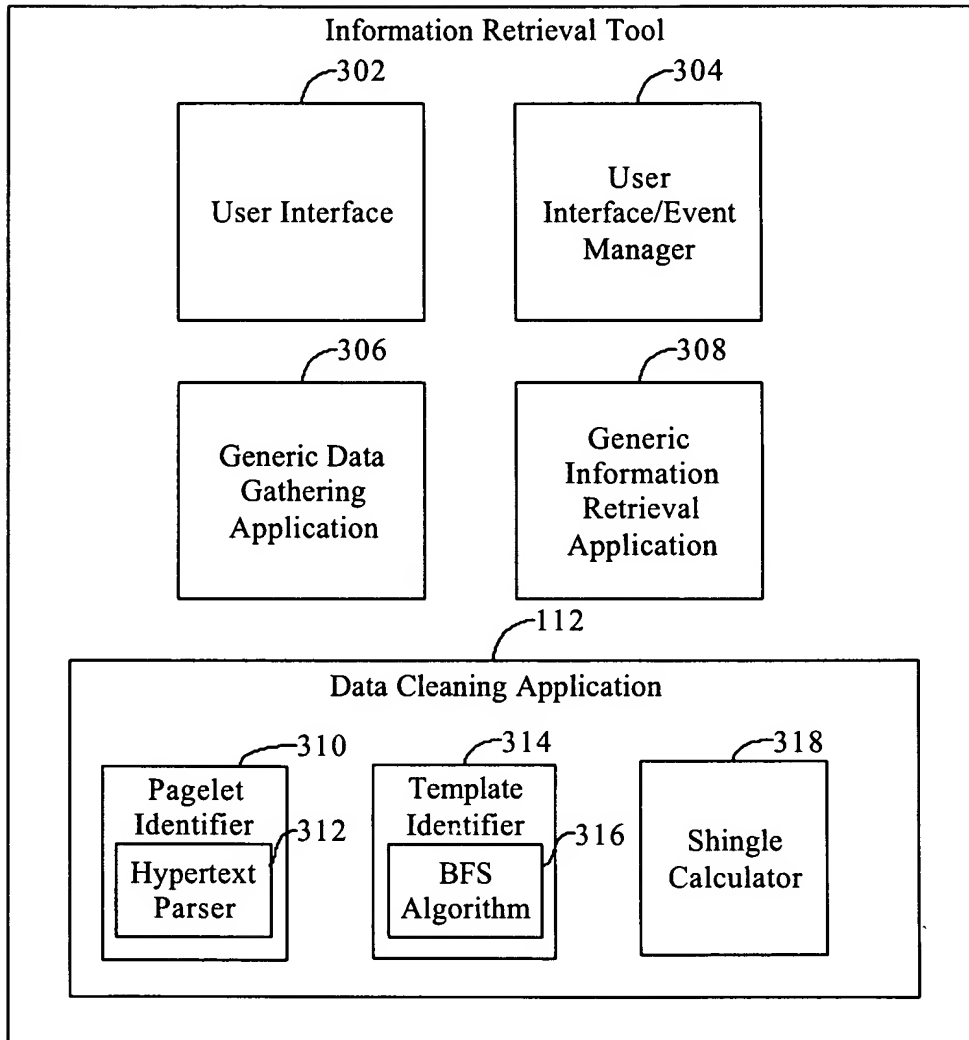 Information Retrieval Tool
302
304
User Interface
User
Interface/Event
Manager
306
308
Generic Data
Gathering
Application
Generic
Information
Retrieval
Application
112
Data Cleaning Application
310
314
318
Pagelet
Identifier
312
Hypertext
Parser
Template
Identifier
316
BFS
Algorithm
Shingle
Calculator